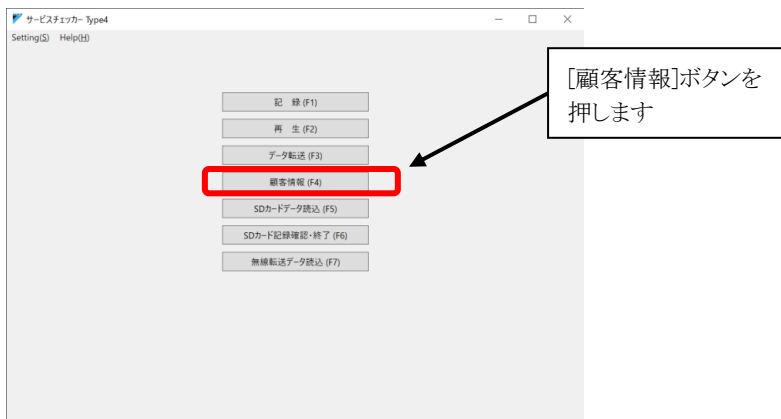 サービスチェッカー Type4
Setting(S) Help(H)
[顧客情報]ボタンを
押します
記 録 (F1)
再 生 (F2)
データ転送 (F3)
顧客情報 (F4)
SDカードデータ読込 (F5)
SDカード記録確認・終了 (F6)
無線転送データ読込 (F7)